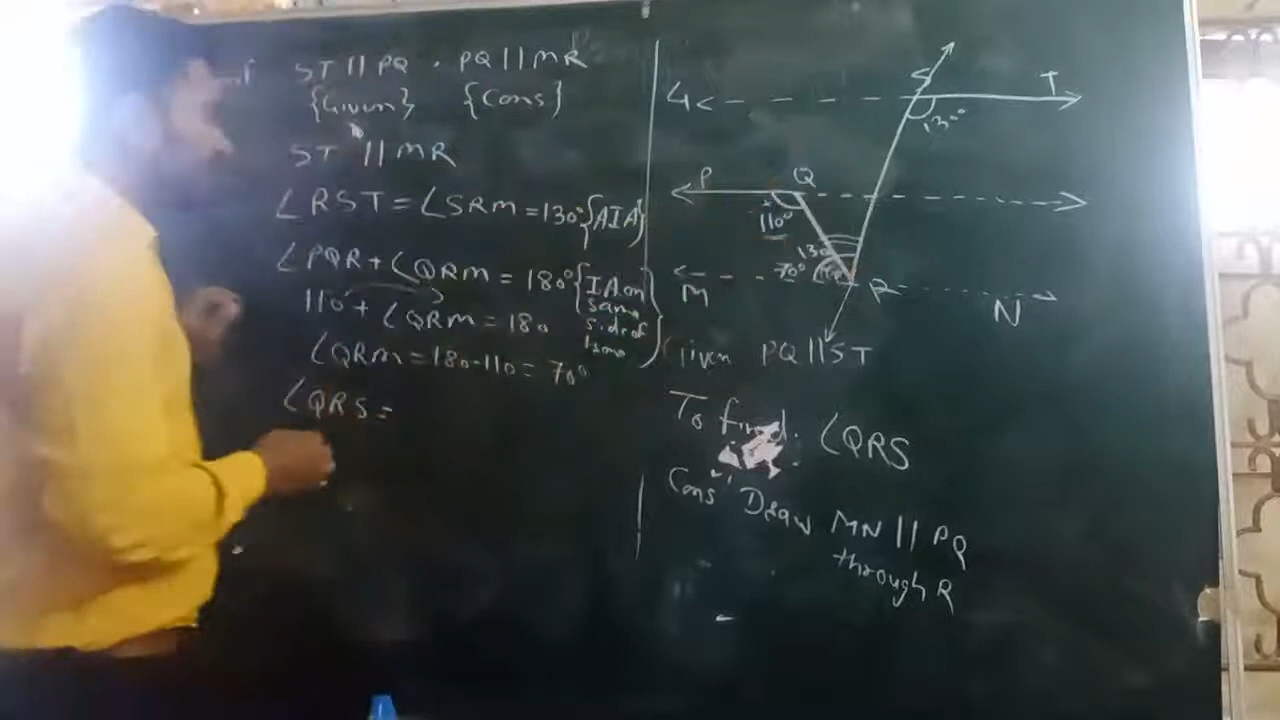 ST || PQ . PQ || MR
{Given} {Cons}
ST || MR
∠RST = ∠SRM = 130° {AIA}
∠PQR + ∠QRM = 180° {IA on
same
side of
110° + ∠QRM = 180
∠QRM = 180-110 = 70°
∠QRS =
S T
130°
P Q
110°
70°
M R N
Given PQ || ST
To find. ∠QRS
Cons Draw MN || PQ
through R